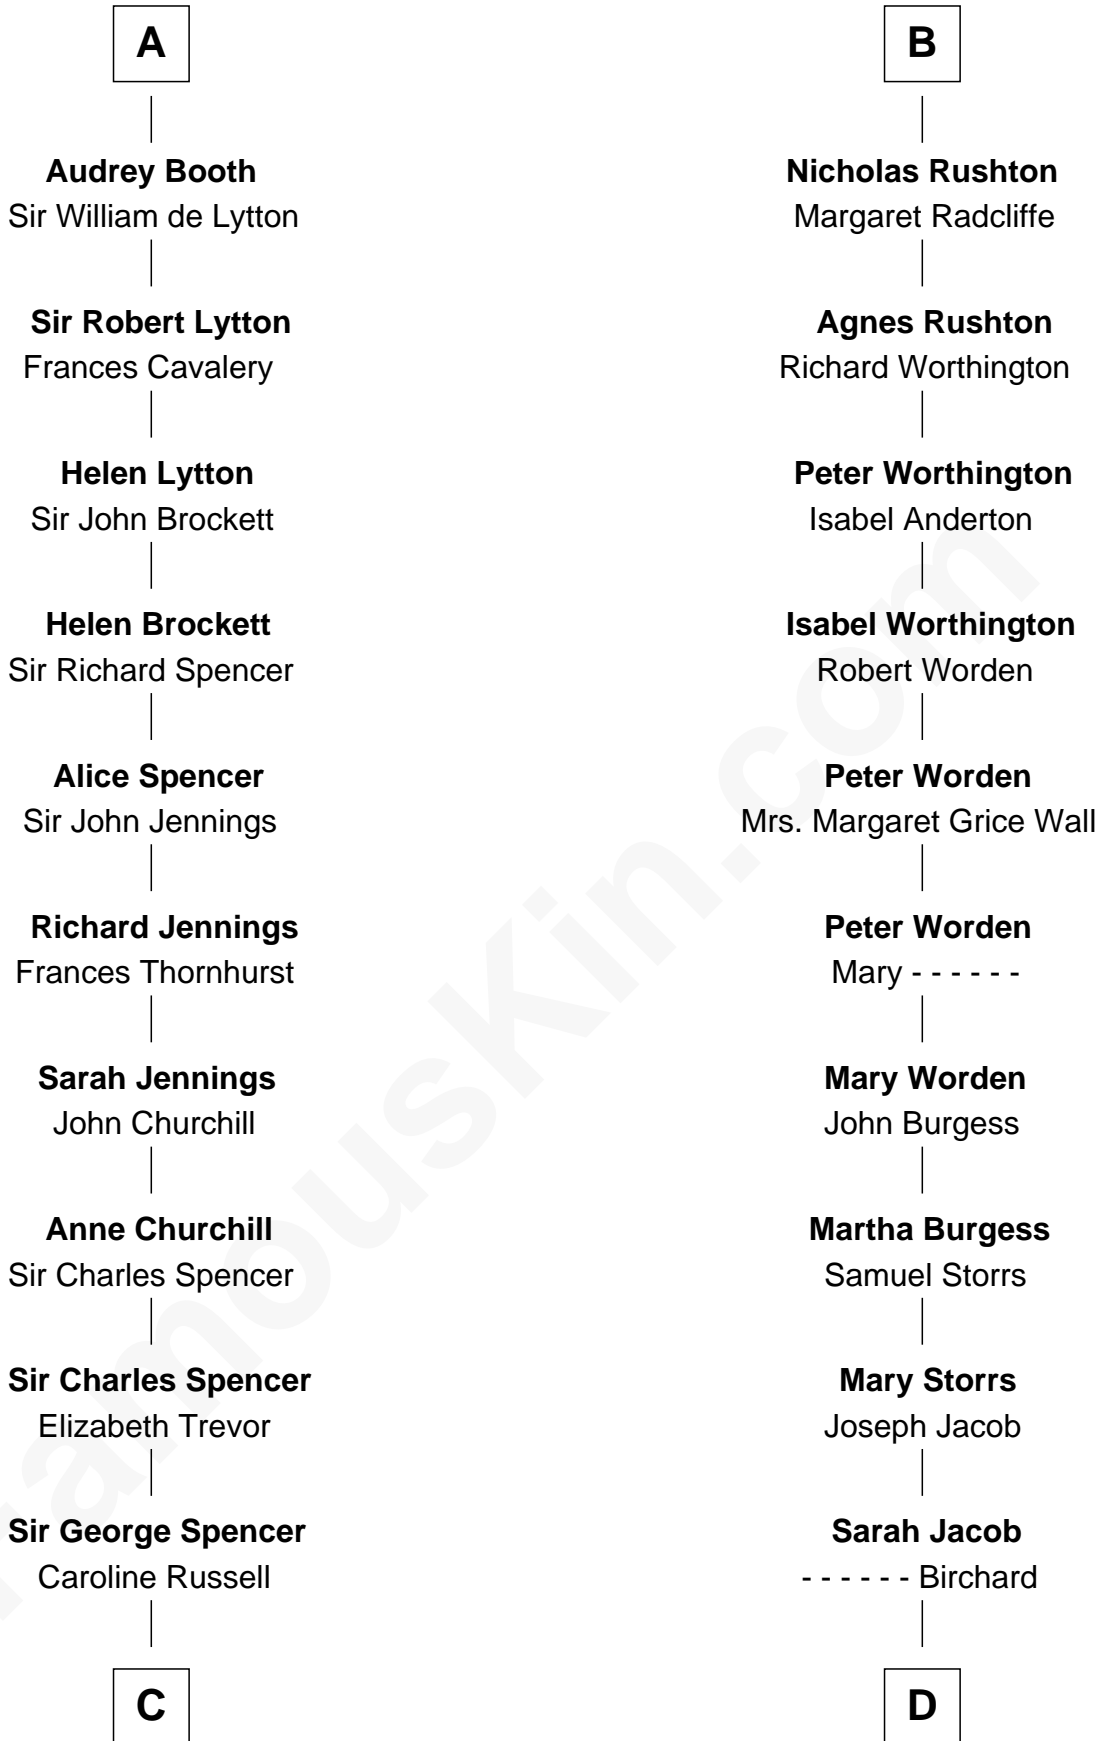 A
Audrey Booth
Sir William de Lytton
Sir Robert Lytton
Frances Cavalery
Helen Lytton
Sir John Brockett
Helen Brockett
Sir Richard Spencer
Alice Spencer
Sir John Jennings
Richard Jennings
Frances Thornhurst
Sarah Jennings
John Churchill
Anne Churchill
Sir Charles Spencer
Sir Charles Spencer
Elizabeth Trevor
Sir George Spencer
Caroline Russell
C
B
Nicholas Rushton
Margaret Radcliffe
Agnes Rushton
Richard Worthington
Peter Worthington
Isabel Anderton
Isabel Worthington
Robert Worden
Peter Worden
Mrs. Margaret Grice Wall
Peter Worden
Mary - - - - - -
Mary Worden
John Burgess
Martha Burgess
Samuel Storrs
Mary Storrs
Joseph Jacob
Sarah Jacob
- - - - - - Birchard
D
FamousKin.com